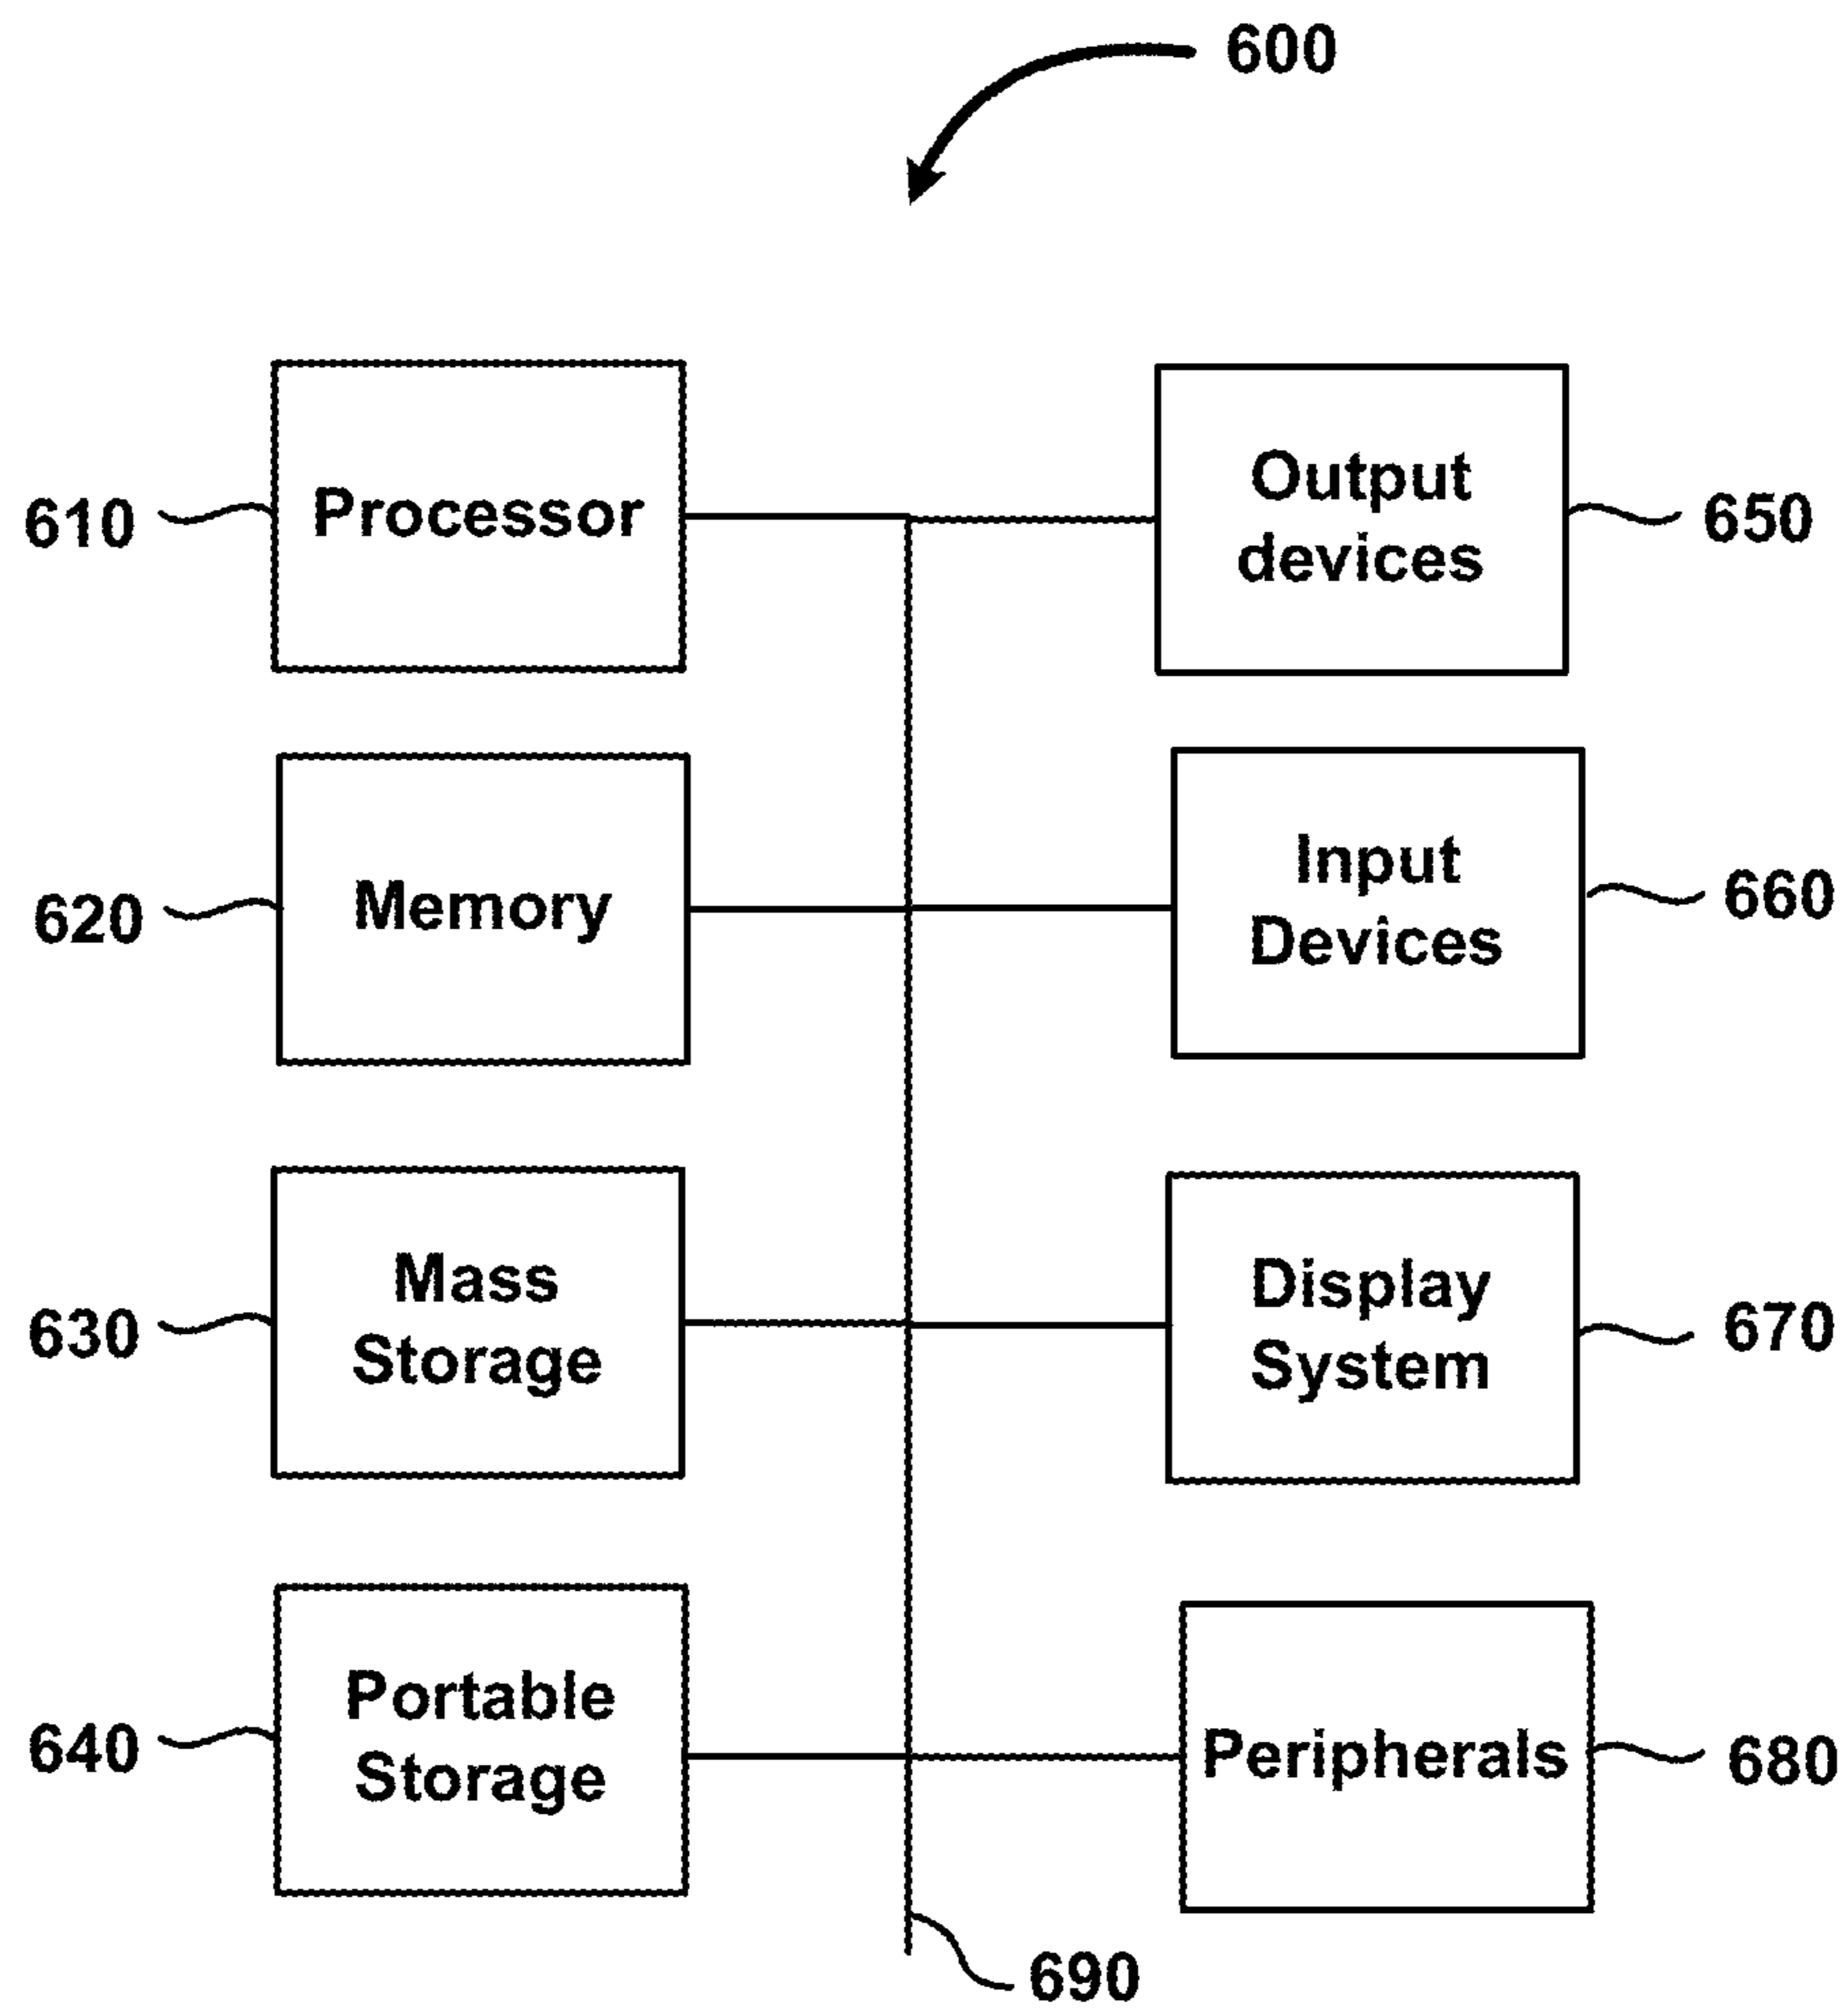 600
610
Processor
Output
devices
650
620
Memory
Input
Devices
660
630
Mass
Storage
Display
System
670
640
Portable
Storage
Peripherals
680
690